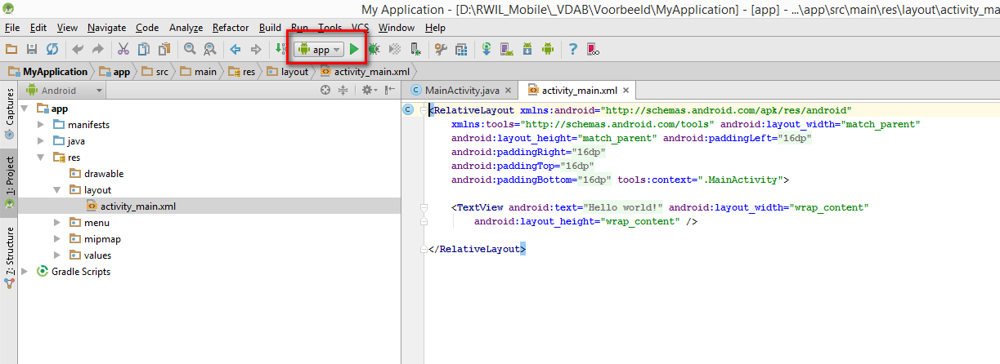 My Application - [D:\RWIL_Mobile\_VDAB\Voorbeeld\MyApplication] - [app] - ...\app\src\main\res\layout\activity_ma
File Edit View Navigate Code Analyze Refactor Build Run Tools VCS Window Help
app
MyApplication app src main res layout activity_main.xml
Captures
1: Project
7: Structure
Android
app
manifests
java
res
drawable
layout
activity_main.xml
menu
mipmap
values
Gradle Scripts
MainActivity.java activity_main.xml
<RelativeLayout xmlns:android="http://schemas.android.com/apk/res/android"
xmlns:tools="http://schemas.android.com/tools" android:layout_width="match_parent"
android:layout_height="match_parent" android:paddingLeft="16dp"
android:paddingRight="16dp"
android:paddingTop="16dp"
android:paddingBottom="16dp" tools:context=".MainActivity">
<TextView android:text="Hello world!" android:layout_width="wrap_content"
android:layout_height="wrap_content" />
</RelativeLayout>